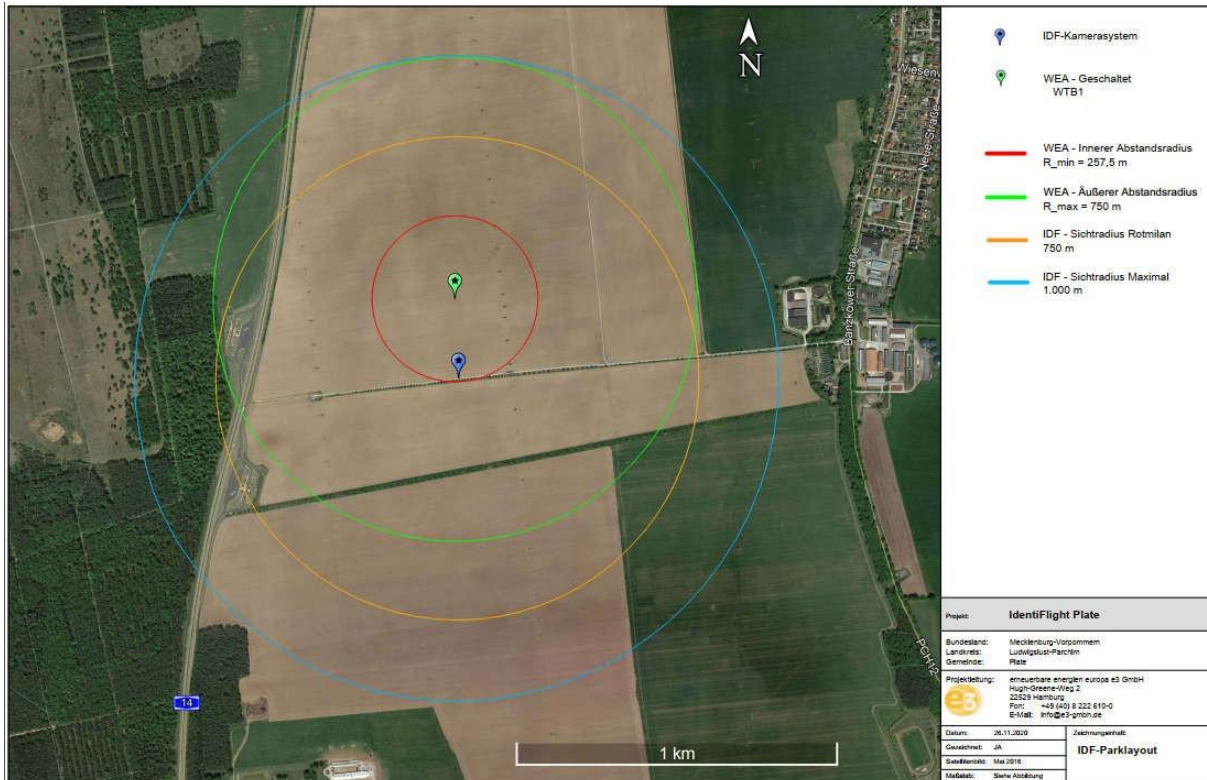 N
Wiesen
Neue Straße
Banzkower Straße
PCH12
14
1 km
IDF-Kamerasystem
WEA - Geschaltet
WTB1
WEA - Innerer Abstandsradius
R_min = 257,5 m
WEA - Äußerer Abstandsradius
R_max = 750 m
IDF - Sichtradius Rotmilan
750 m
IDF - Sichtradius Maximal
1.000 m
Projekt: IdentiFlight Plate
Bundesland: Mecklenburg-Vorpommern
Landkreis: Ludwigslust-Parchim
Gemeinde: Plate
Projektleitung: erneuerbare energien europa e3 GmbH
Hugh-Greene-Weg 2
22529 Hamburg
Fon: +49 (40) 8 222 610-0
E-Mail: info@e3-gmbh.de
e3
Datum: 26.11.2020
Zeichnungsinhalt:
Gezeichnet: JA
IDF-Parklayout
Satellitenbild: Mai 2016
Maßstab: Siehe Abbildung